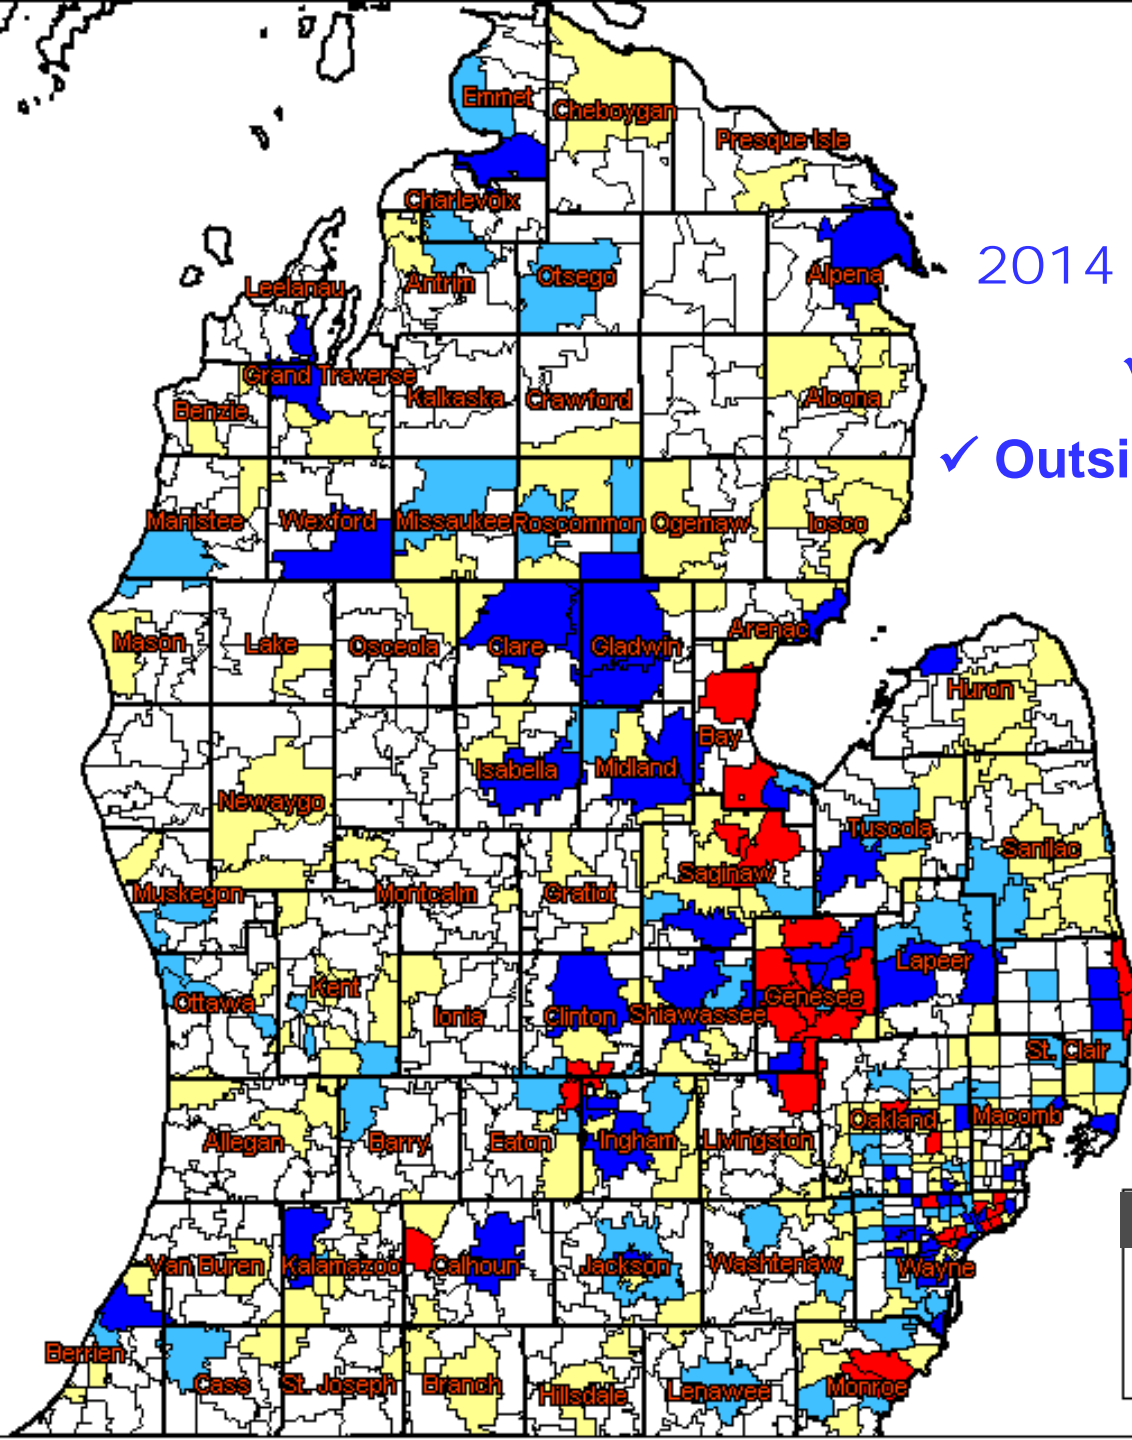 Emmet
Cheboygan
Presque Isle
Charlevoix
2014
Leelanau
Antrim
Otsego
Alpena
Grand Traverse
Benzie
Kalkaska
Crawford
Alcona
✓ Outsi
Manistee
Wexford
Missaukee
Roscommon
Ogemaw
Iosco
Mason
Lake
Osceola
Clare
Gladwin
Arenac
Huron
Bay
Isabella
Midland
Newaygo
Tuscola
Sanilac
Saginaw
Muskegon
Montcalm
Gratiot
Lapeer
Ottawa
Kent
Ionia
Clinton
Shiawassee
Genesee
St. Clair
Allegan
Barry
Eaton
Ingham
Livingston
Oakland
Macomb
Van Buren
Kalamazoo
Calhoun
Jackson
Washtenaw
Wayne
Berrien
Cass
St. Joseph
Branch
Hillsdale
Lenawee
Monroe